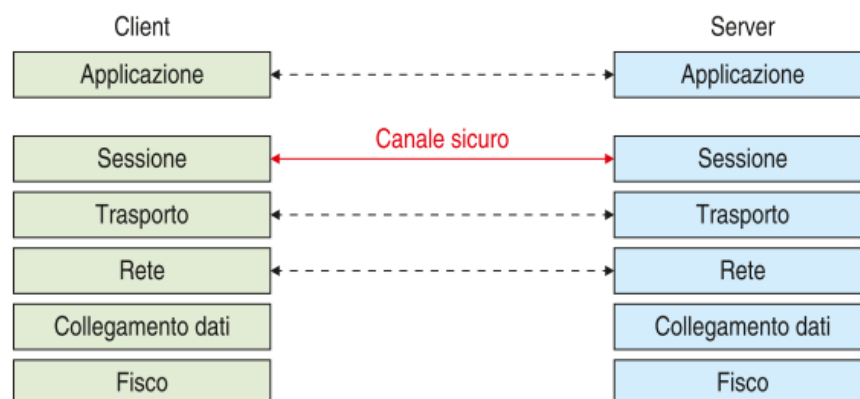 Client Server
Applicazione Applicazione
Canale sicuro
Sessione Sessione
Trasporto Trasporto
Rete Rete
Collegamento dati Collegamento dati
Fisco Fisco